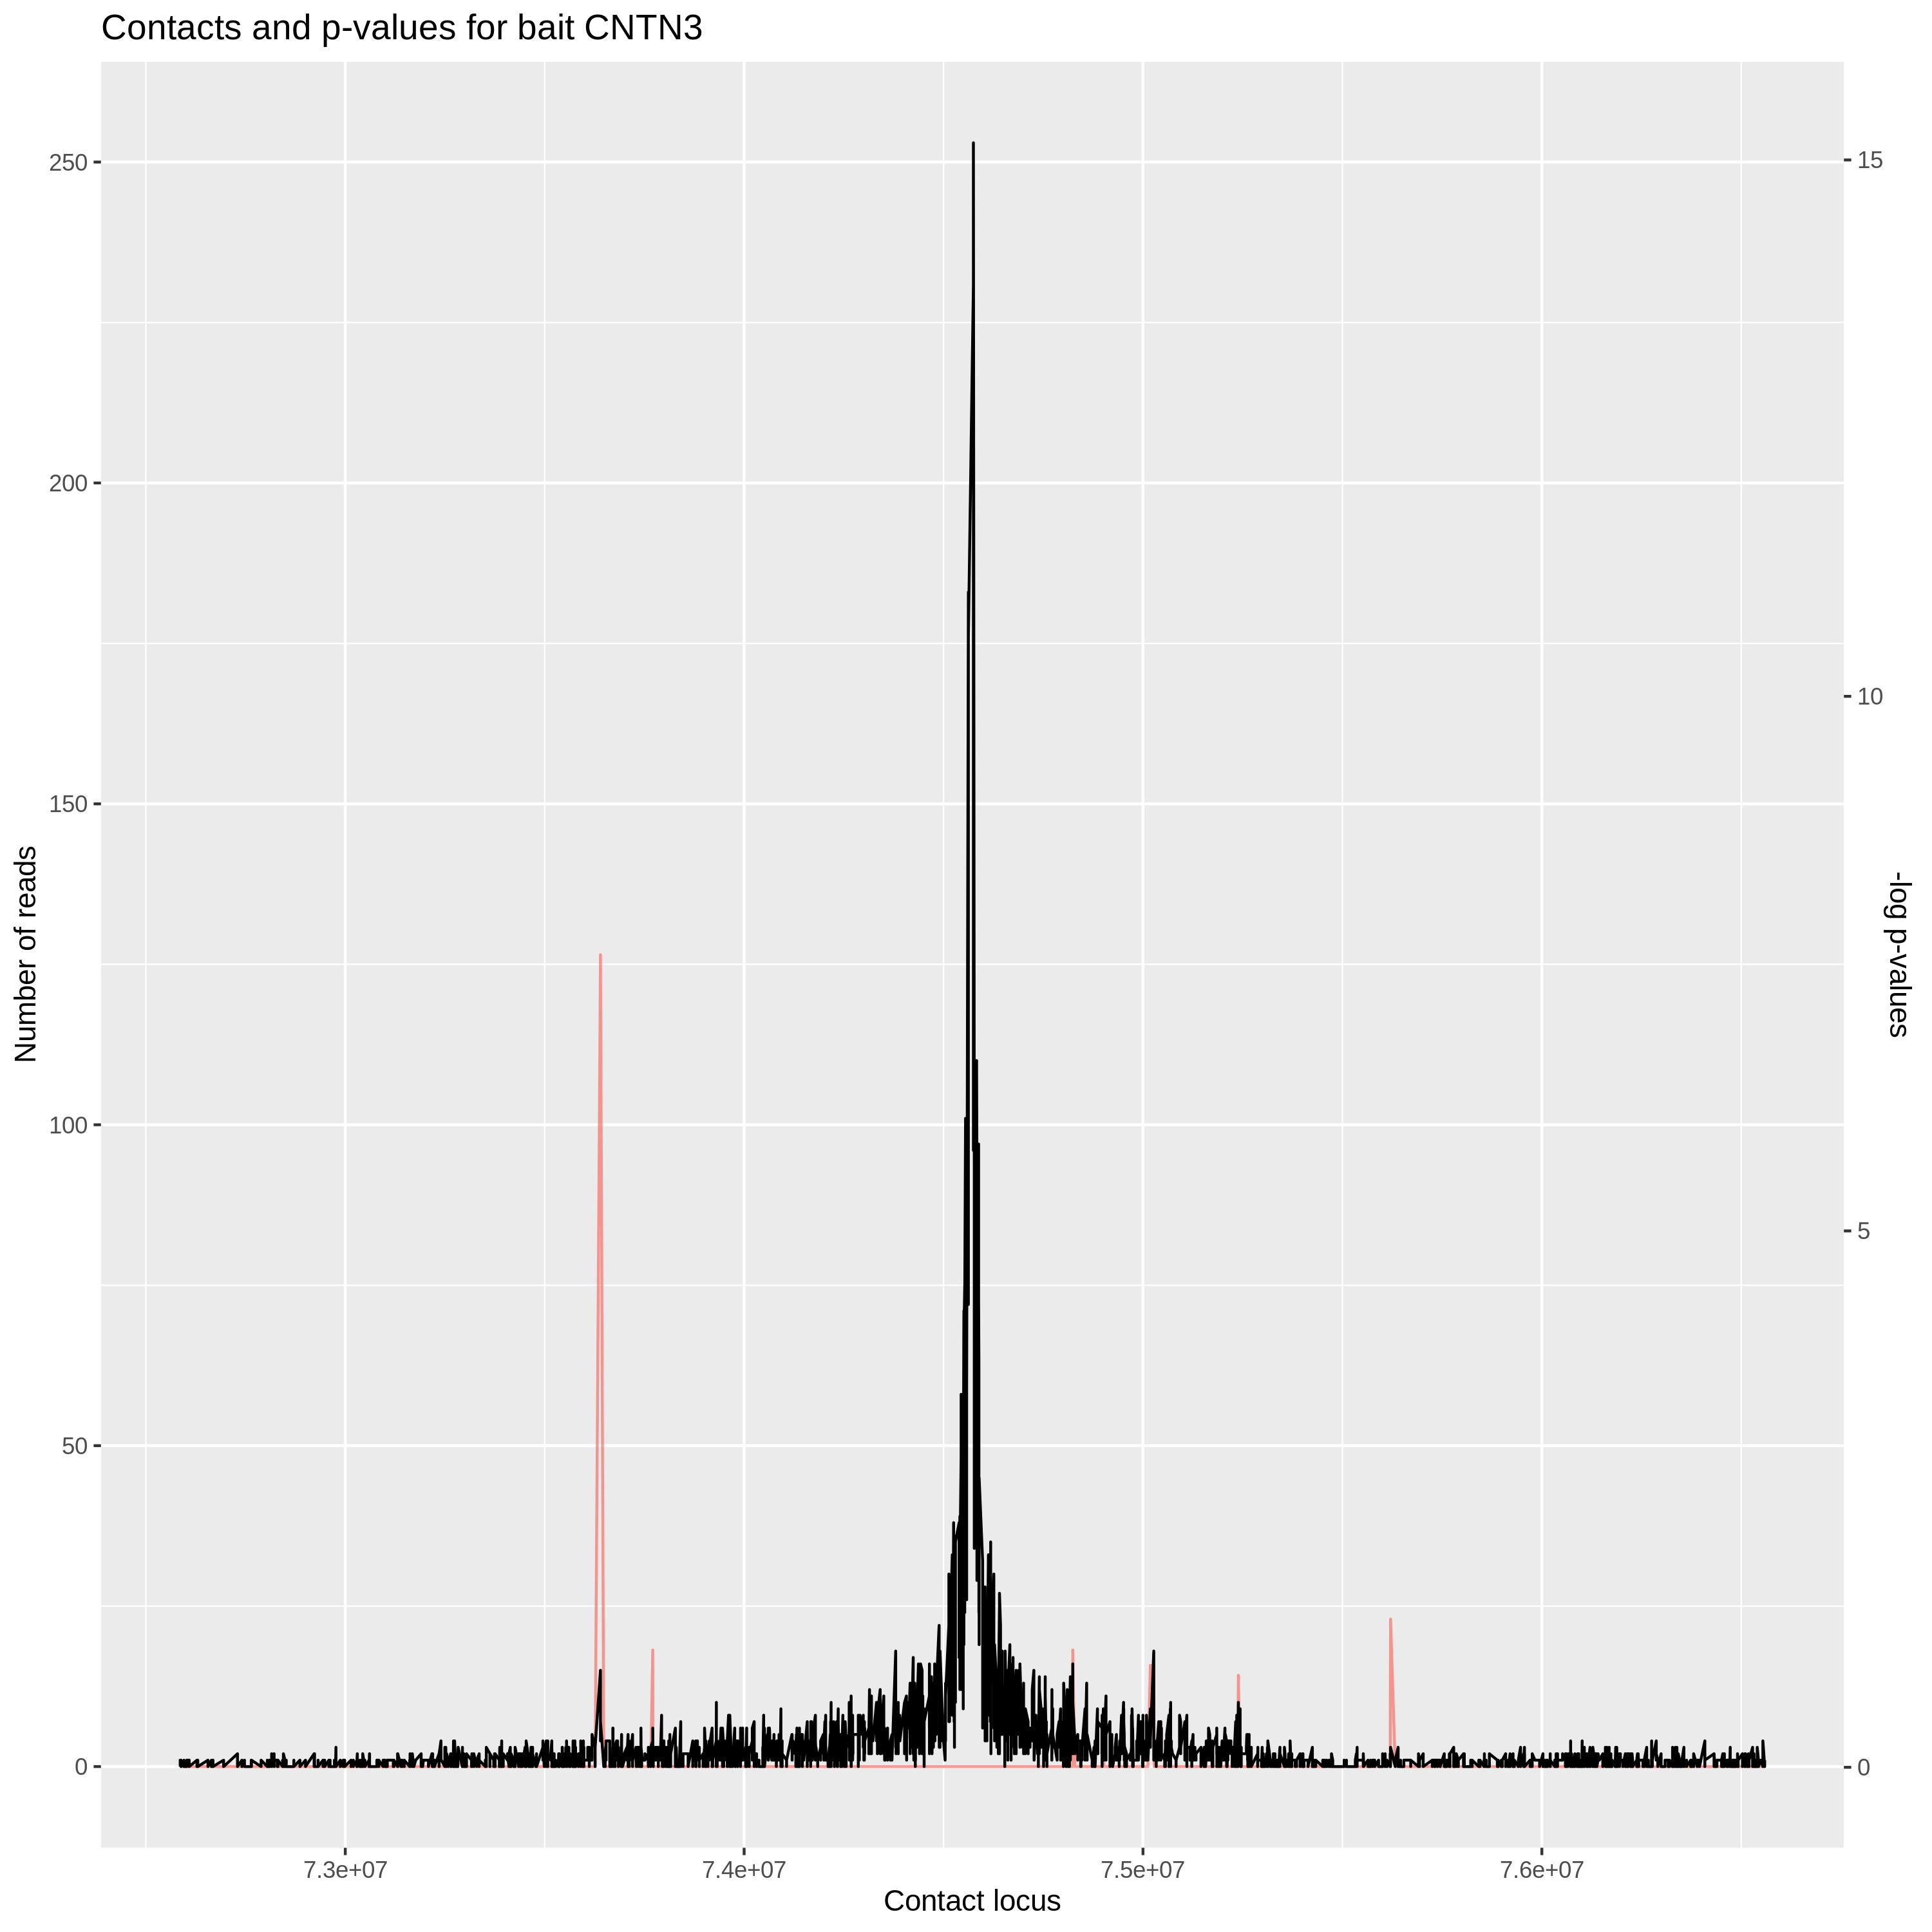 Contacts and p-values for bait CNTN3
250
200
150
100
50
0
Number of reads
15
10
5
0
-log p-values
7.3e+07
7.4e+07
7.5e+07
7.6e+07
Contact locus